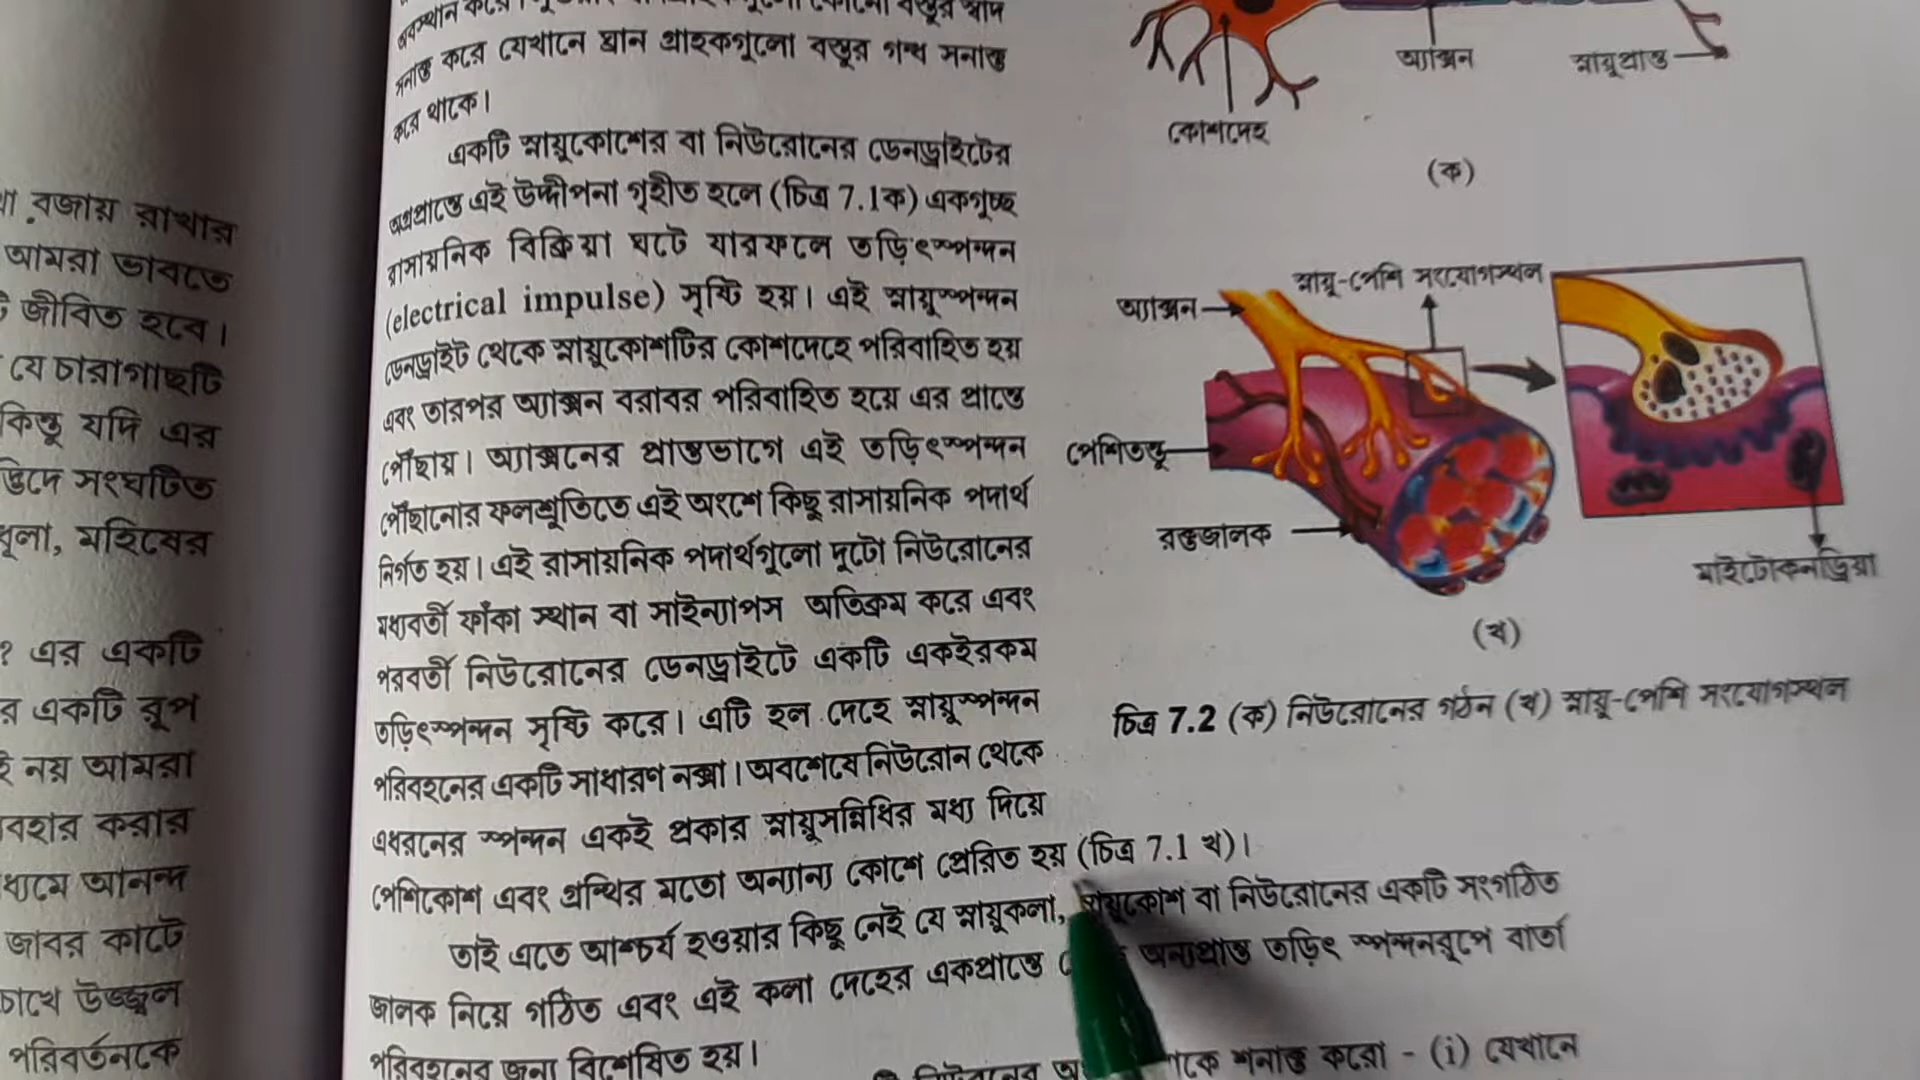 থা বজায় রাখার
আমরা ভাবতে
জীবিত হবে।
যে চারাগাছটি
কিন্তু যদি এর
দ্ভিদে সংঘটিত
ধুলা, মহিষের
? এর একটি
র একটি রূপ
ই নয় আমরা
্যবহার করার
ধ্যমে আনন্দ
জাবর কাটে
চোখে উজ্জ্বল
পরিবর্তনকে
অবস্থান করে। বস্তুর স্বাদ
সনাক্ত করে যেখানে ঘ্রান গ্রাহকগুলো বস্তুর গন্ধ সনাক্ত
করে থাকে।
একটি স্নায়ুকোশের বা নিউরোনের ডেনড্রাইটের
অগ্রপ্রান্তে এই উদ্দীপনা গৃহীত হলে (চিত্র 7.1ক) একগুচ্ছ
রাসায়নিক বিক্রিয়া ঘটে যারফলে তড়িৎস্পন্দন
(electrical impulse) সৃষ্টি হয়। এই স্নায়ুস্পন্দন
ডেনড্রাইট থেকে স্নায়ুকোশটির কোশদেহে পরিবাহিত হয়
এবং তারপর অ্যাক্সন বরাবর পরিবাহিত হয়ে এর প্রান্তে
পৌঁছায়। অ্যাক্সনের প্রান্তভাগে এই তড়িৎস্পন্দন
পৌঁছানোর ফলশ্রুতিতে এই অংশে কিছু রাসায়নিক পদার্থ
নির্গত হয়। এই রাসায়নিক পদার্থগুলো দুটো নিউরোনের
মধ্যবর্তী ফাঁকা স্থান বা সাইন্যাপস অতিক্রম করে এবং
পরবর্তী নিউরোনের ডেনড্রাইটে একটি একইরকম
তড়িৎস্পন্দন সৃষ্টি করে। এটি হল দেহে স্নায়ুস্পন্দন
পরিবহনের একটি সাধারণ নক্সা। অবশেষে নিউরোন থেকে
এধরনের স্পন্দন একই প্রকার স্নায়ুসন্নিধির মধ্য দিয়ে
পেশিকোশ এবং গ্রন্থির মতো অন্যান্য কোশে প্রেরিত হয় (চিত্র 7.1 খ)।
তাই এতে আশ্চর্য হওয়ার কিছু নেই যে স্নায়ুকলা, স্নায়ুকোশ বা নিউরোনের একটি সংগঠিত
জালক নিয়ে গঠিত এবং এই কলা দেহের একপ্রান্তে অন্যপ্রান্ত তড়িৎ স্পন্দনরূপে বার্তা
পরিবহনের জন্য বিশেষিত হয়।
শনাক্ত করো - (i) যেখানে
অ্যাক্সন
স্নায়ুপ্রান্ত
কোশদেহ
(ক)
স্নায়ু-পেশি সংযোগস্থল
অ্যাক্সন
পেশিতন্তু
রক্তজালক
মাইটোকনড্রিয়া
(খ)
চিত্র 7.2 (ক) নিউরোনের গঠন (খ) স্নায়ু-পেশি সংযোগস্থল